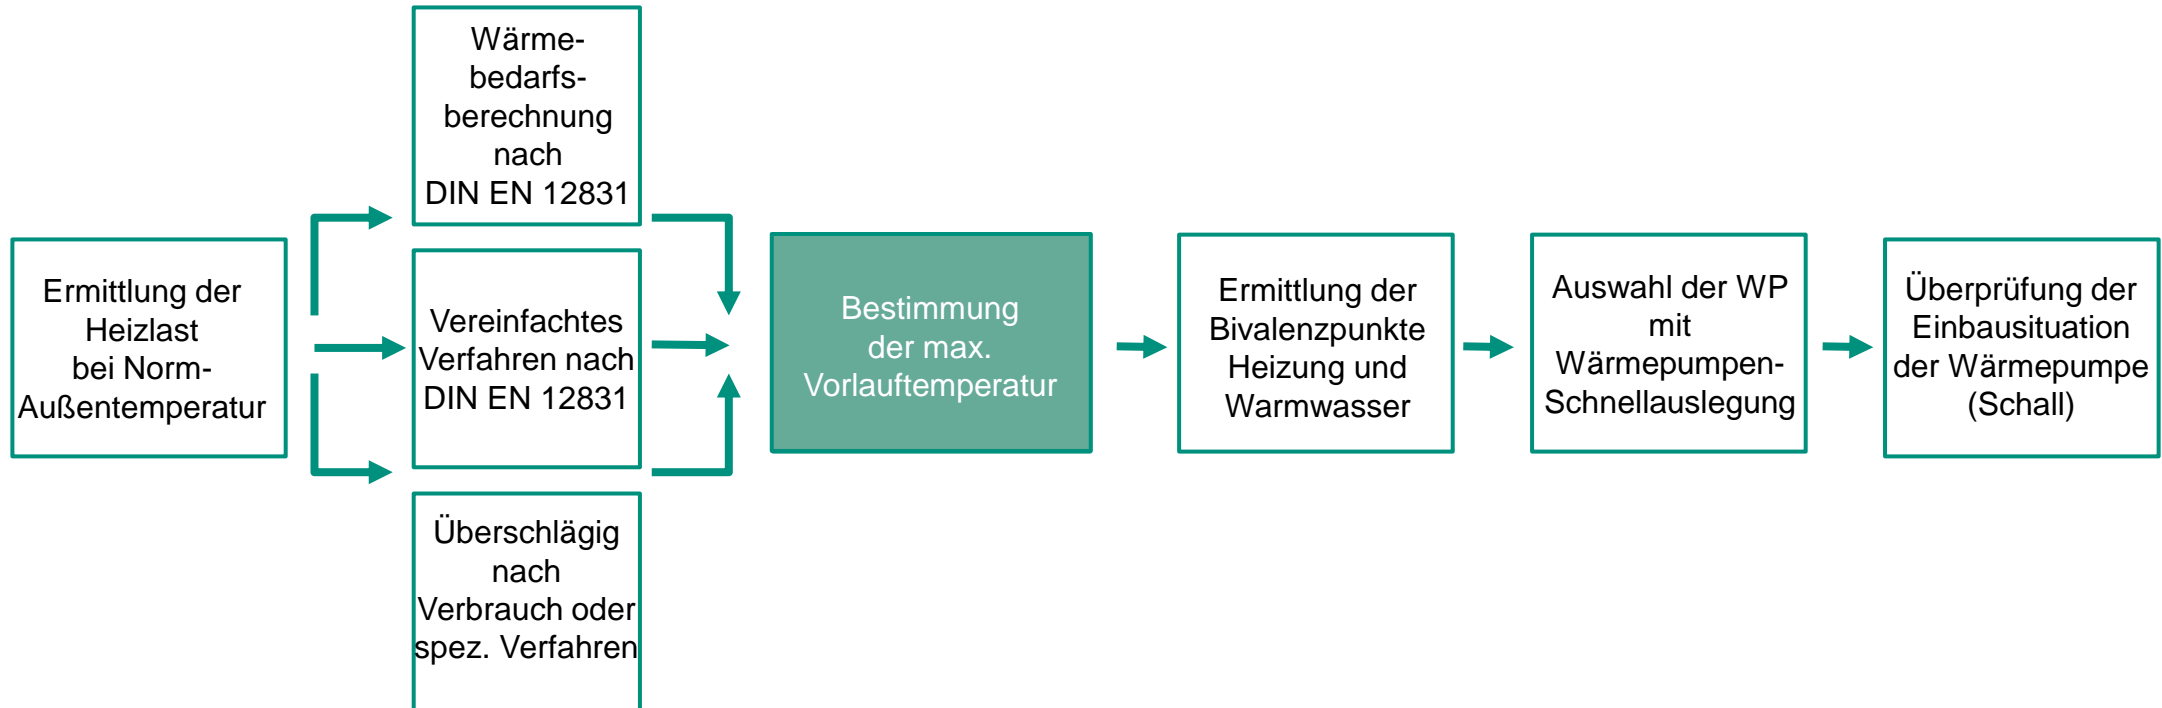 Ermittlung der
Heizlast
bei Norm-
Außentemperatur
Wärme-
bedarfs-
berechnung
nach
DIN EN 12831
Vereinfachtes
Verfahren nach
DIN EN 12831
Überschlägig
nach
Verbrauch oder
spez. Verfahren
Bestimmung
der max.
Vorlauftemperatur
Ermittlung der
Bivalenzpunkte
Heizung und
Warmwasser
Auswahl der WP
mit
Wärmepumpen-
Schnellauslegung
Überprüfung der
Einbausituation
der Wärmepumpe
(Schall)